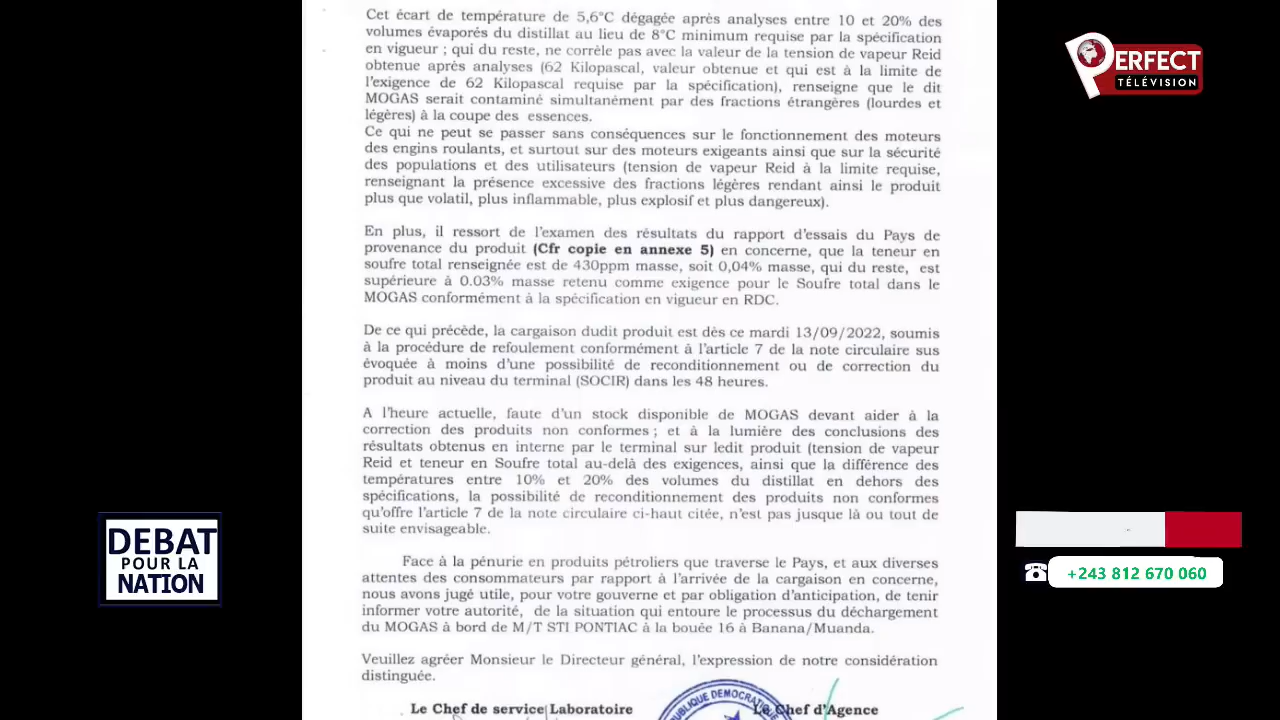 Cet écart de température de 5,6°C dégagée après analyses entre 10 et 20% des
volumes évaporés du distillat au lieu de 8°C minimum requise par la spécification
en vigueur ; qui du reste, ne corrèle pas avec la valeur de la tension de vapeur Reid
obtenue après analyses (62 Kilopascal, valeur obtenue et qui est à la limite de
l'exigence de 62 Kilopascal requise par la spécification), renseigne que le dit
MOGAS serait contaminé simultanément par des fractions étrangères (lourdes et
légères) à la coupe des essences.
Ce qui ne peut se passer sans conséquences sur le fonctionnement des moteurs
des engins roulants, et surtout sur des moteurs exigeants ainsi que sur la sécurité
des populations et des utilisateurs (tension de vapeur Reid à la limite requise,
renseignant la présence excessive des fractions légères rendant ainsi le produit
plus que volatil, plus inflammable, plus explosif et plus dangereux).
En plus, il ressort de l'examen des résultats du rapport d'essais du Pays de
provenance du produit (Cfr copie en annexe 5) en concerne, que la teneur en
soufre total renseignée est de 430ppm masse, soit 0,04% masse, qui du reste, est
supérieure à 0.03% masse retenu comme exigence pour le Soufre total dans le
MOGAS conformément à la spécification en vigueur en RDC.
De ce qui précède, la cargaison dudit produit est dès ce mardi 13/09/2022, soumis
à la procédure de refoulement conformément à l'article 7 de la note circulaire sus
évoquée à moins d'une possibilité de reconditionnement ou de correction du
produit au niveau du terminal (SOCIR) dans les 48 heures.
A l'heure actuelle, faute d'un stock disponible de MOGAS devant aider à la
correction des produits non conformes ; et à la lumière des conclusions des
résultats obtenus en interne par le terminal sur ledit produit (tension de vapeur
Reid et teneur en Soufre total au-delà des exigences, ainsi que la différence des
températures entre 10% et 20% des volumes du distillat en dehors des
spécifications, la possibilité de reconditionnement des produits non conformes
qu'offre l'article 7 de la note circulaire ci-haut citée, n'est pas jusque là ou tout de
suite envisageable.
Face à la pénurie en produits pétroliers que traverse le Pays, et aux diverses
attentes des consommateurs par rapport à l'arrivée de la cargaison en concerne,
nous avons jugé utile, pour votre gouverne et par obligation d'anticipation, de tenir
informer votre autorité, de la situation qui entoure le processus du déchargement
du MOGAS à bord de M/T STI PONTIAC à la bouée 16 à Banana/Muanda.
Veuillez agréer Monsieur le Directeur général, l'expression de notre considération
distinguée.
Le Chef de service Laboratoire
Le Chef d'Agence
PUBLIQUE DEMOCRATIQ
PERFECT
TÉLÉVISION
DEBAT
POUR LA
NATION
+243 812 670 060